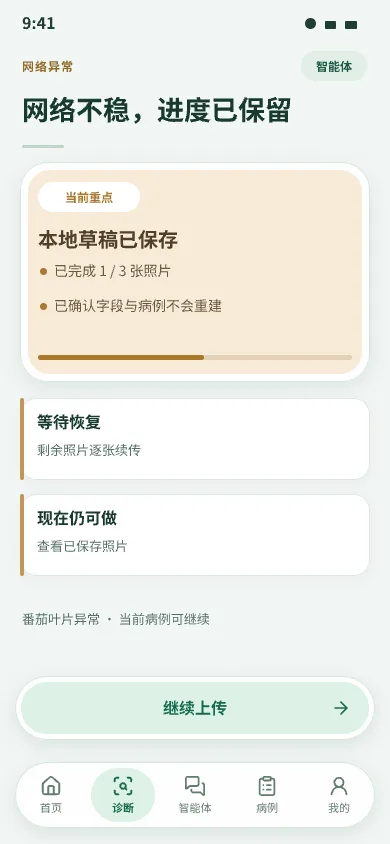 9:41
网络异常
智能体
网络不稳，进度已保留
当前重点
本地草稿已保存
已完成 1 / 3 张照片
已确认字段与病例不会重建
等待恢复
剩余照片逐张续传
现在仍可做
查看已保存照片
番茄叶片异常 · 当前病例可继续
继续上传
首页
诊断
智能体
病例
我的